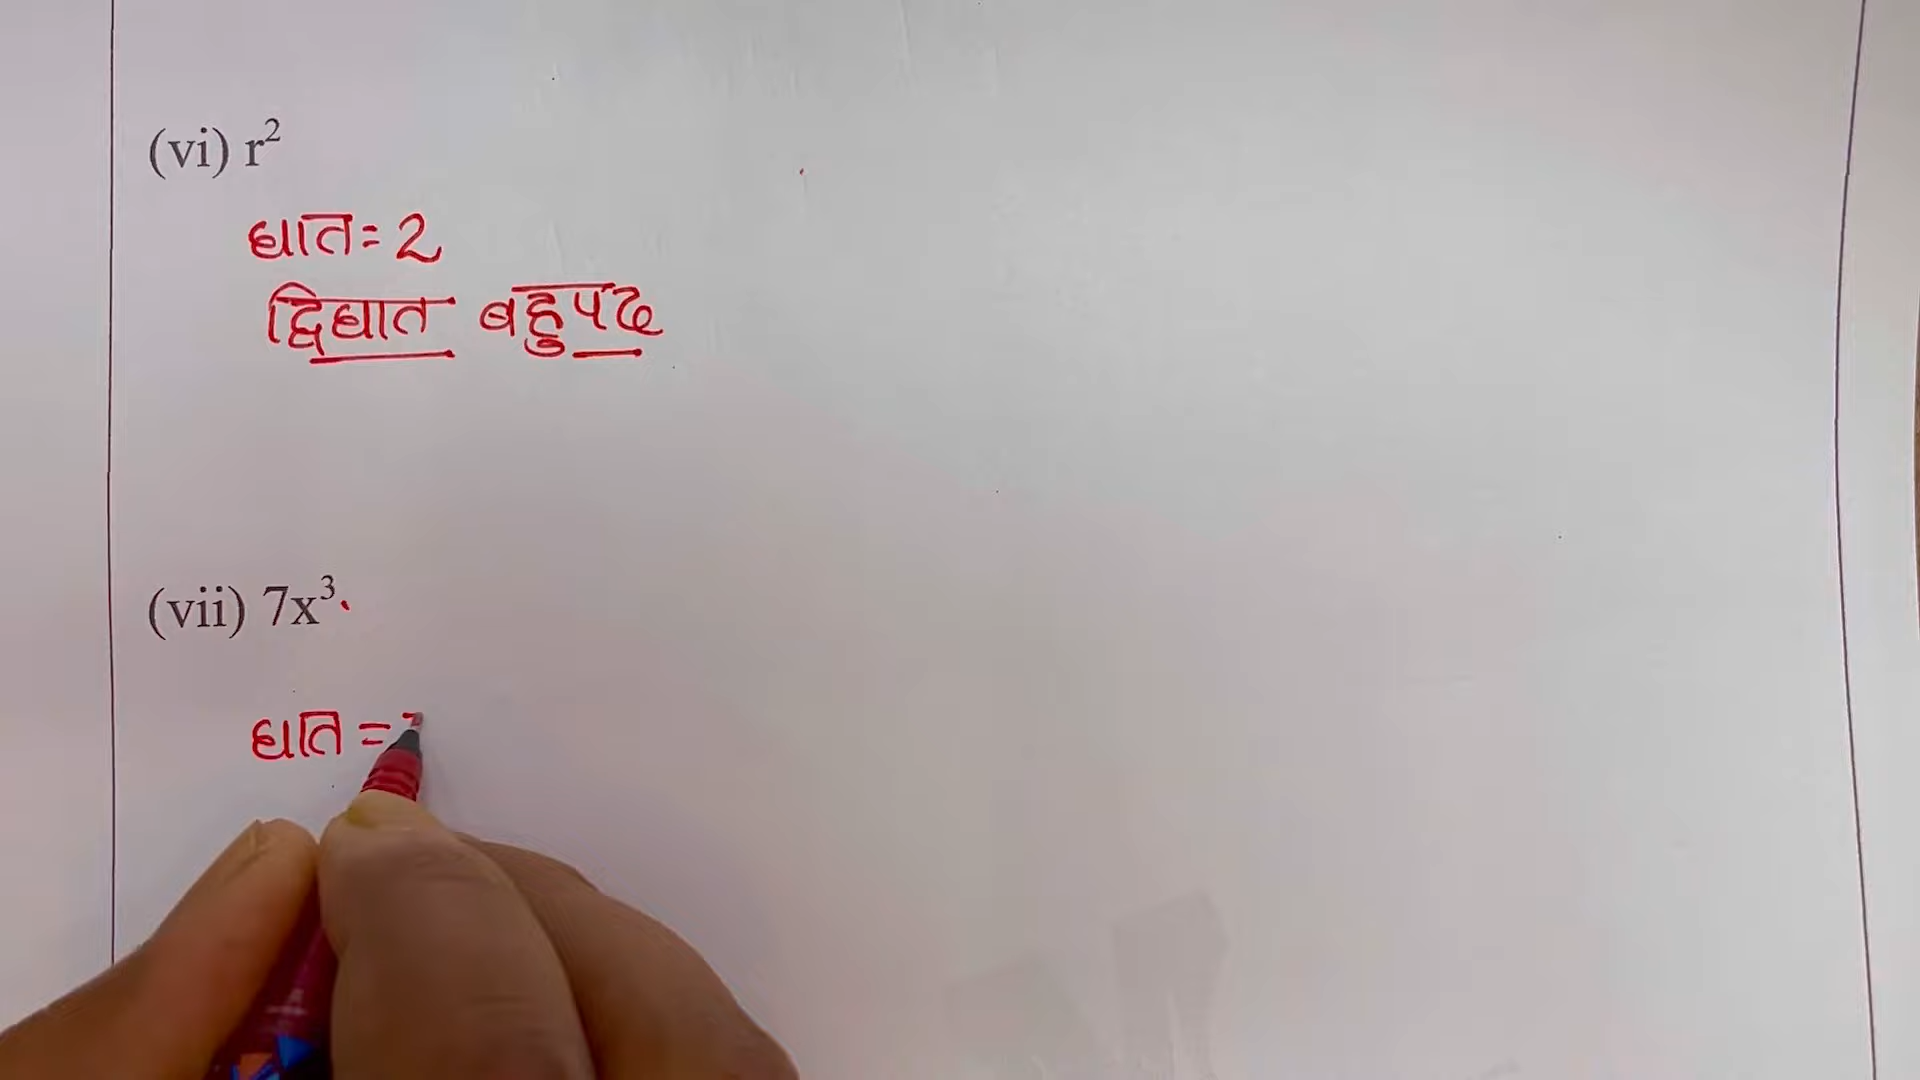 (vi) r²
घात = 2
द्विघात बहुपद
(vii) 7x³
घात =